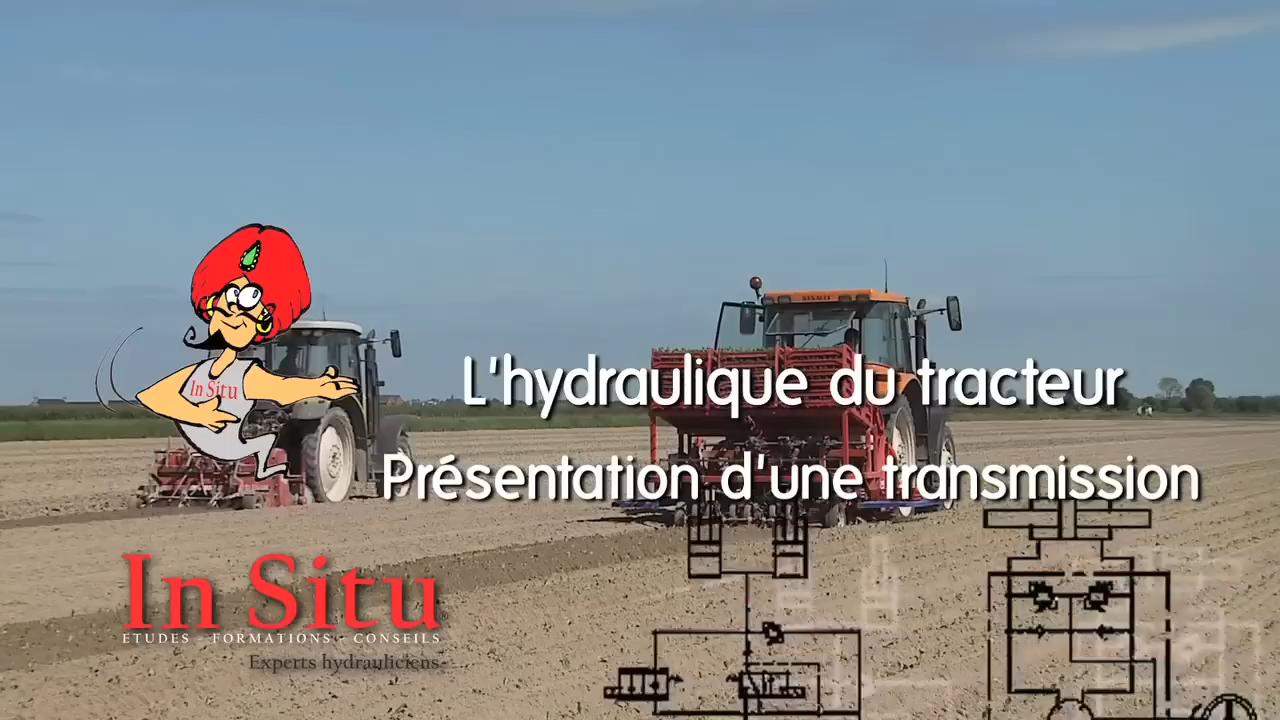 In Situ
L'hydraulique du tracteur
Présentation d'une transmission
In Situ
ETUDES - FORMATIONS - CONSEILS
Experts hydrauliciens